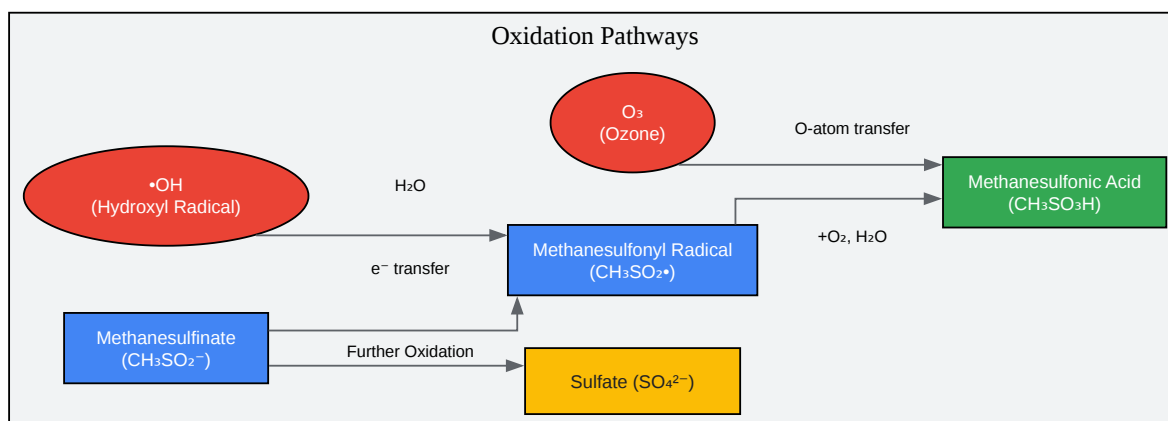 Oxidation Pathways
O₃
(Ozone)
O-atom transfer
Methanesulfonic Acid
(CH₃SO₃H)
•OH
(Hydroxyl Radical)
H₂O
e⁻ transfer
Methanesulfonyl Radical
(CH₃SO₂•)
+O₂, H₂O
Methanesulfinate
(CH₃SO₂⁻)
Further Oxidation
Sulfate (SO₄²⁻)